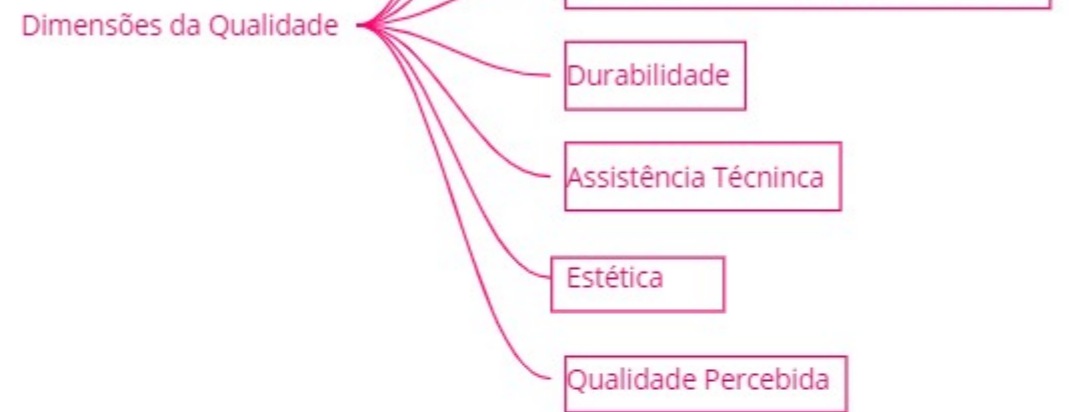 Dimensões da Qualidade
Durabilidade
Assistência Técninca
Estética
Qualidade Percebida